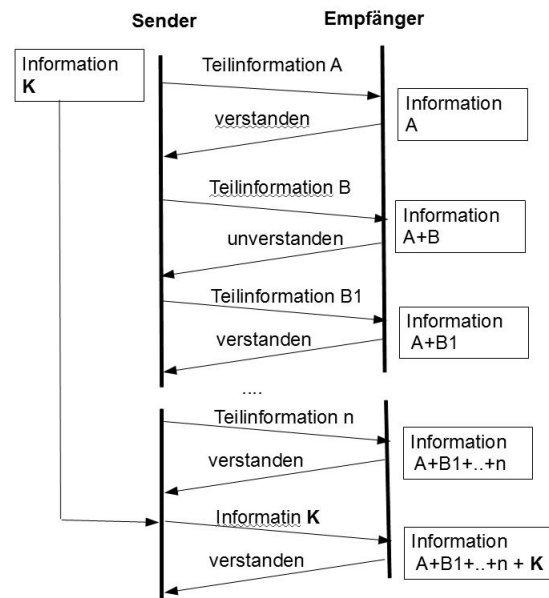 Sender
Empfänger
Information
K
Teilinformation A
verstanden
Information
A
Teilinformation B
unverstanden
Information
A+B
Teilinformation B1
verstanden
Information
A+B1
....
Teilinformation n
verstanden
Information
A+B1+..+n
Informatin K
verstanden
Information
A+B1+..+n + K